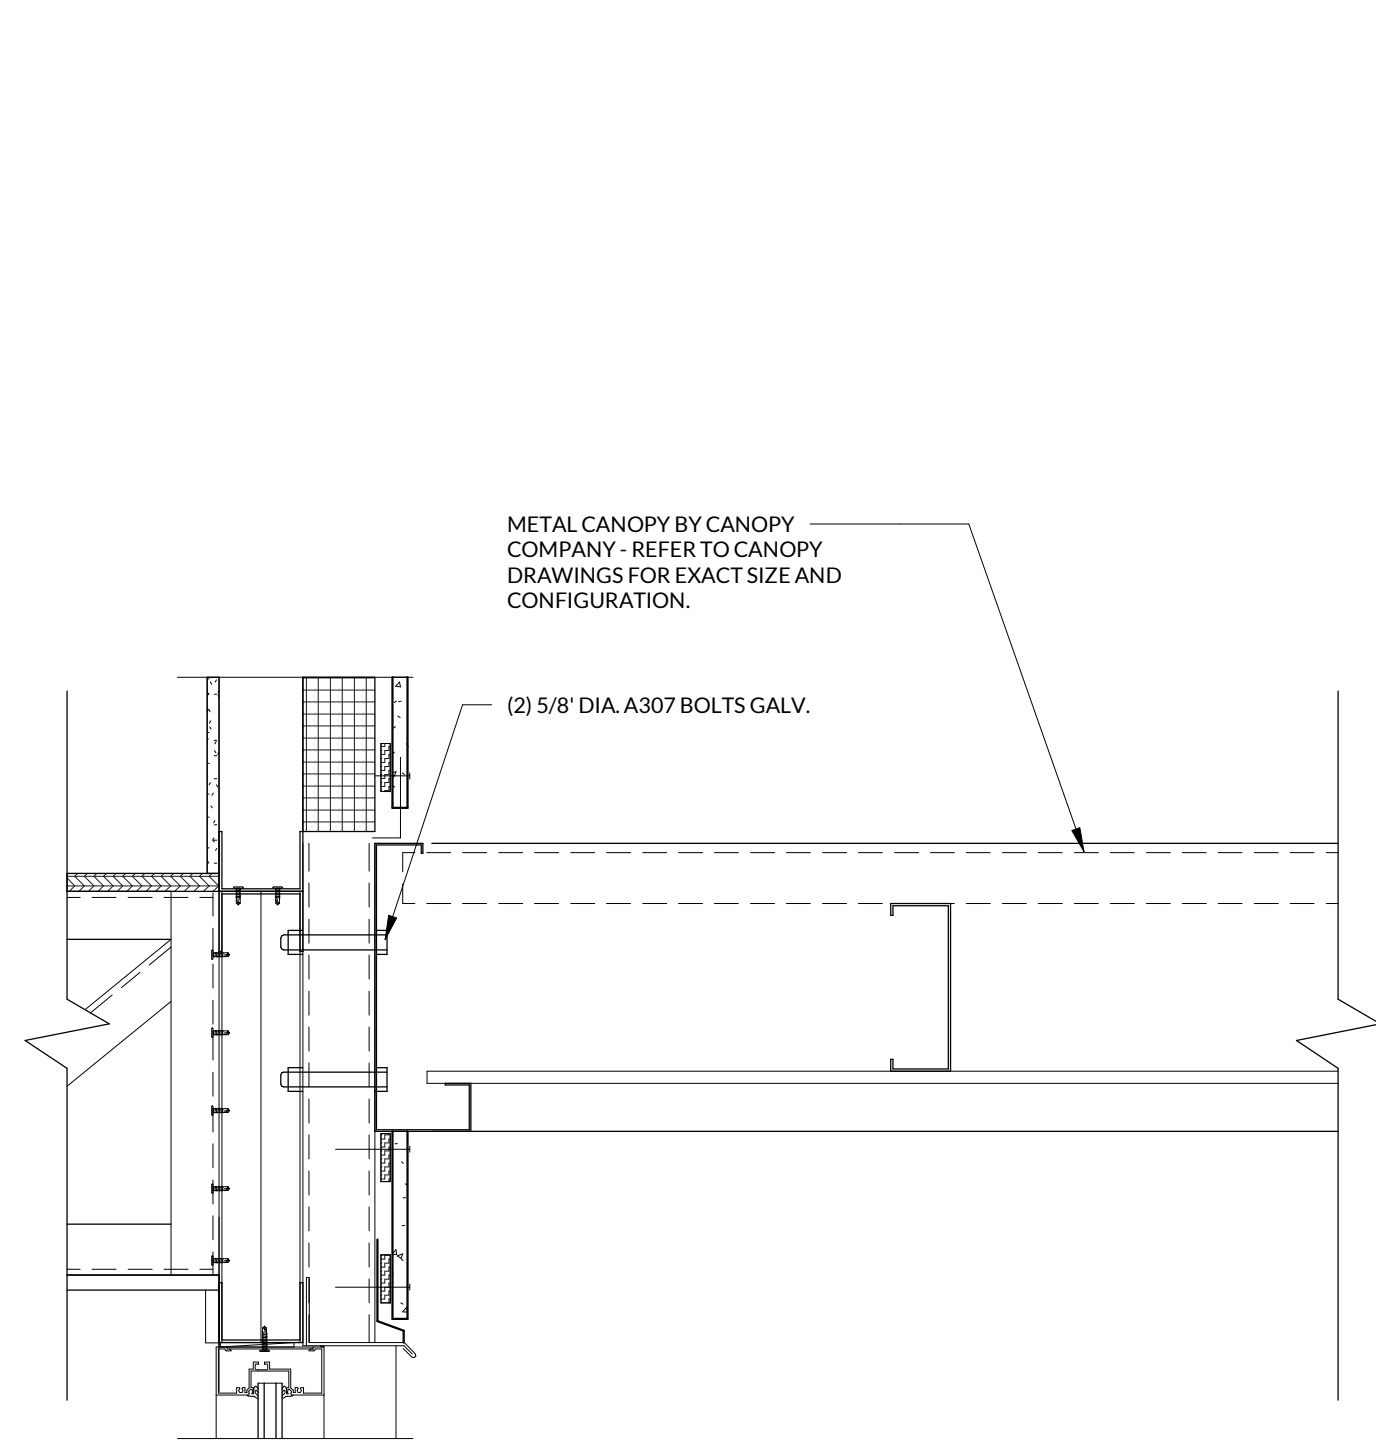 METAL CANOPY BY CANOPY
COMPANY - REFER TO CANOPY
DRAWINGS FOR EXACT SIZE AND
CONFIGURATION.
(2) 5/8' DIA. A307 BOLTS GALV.